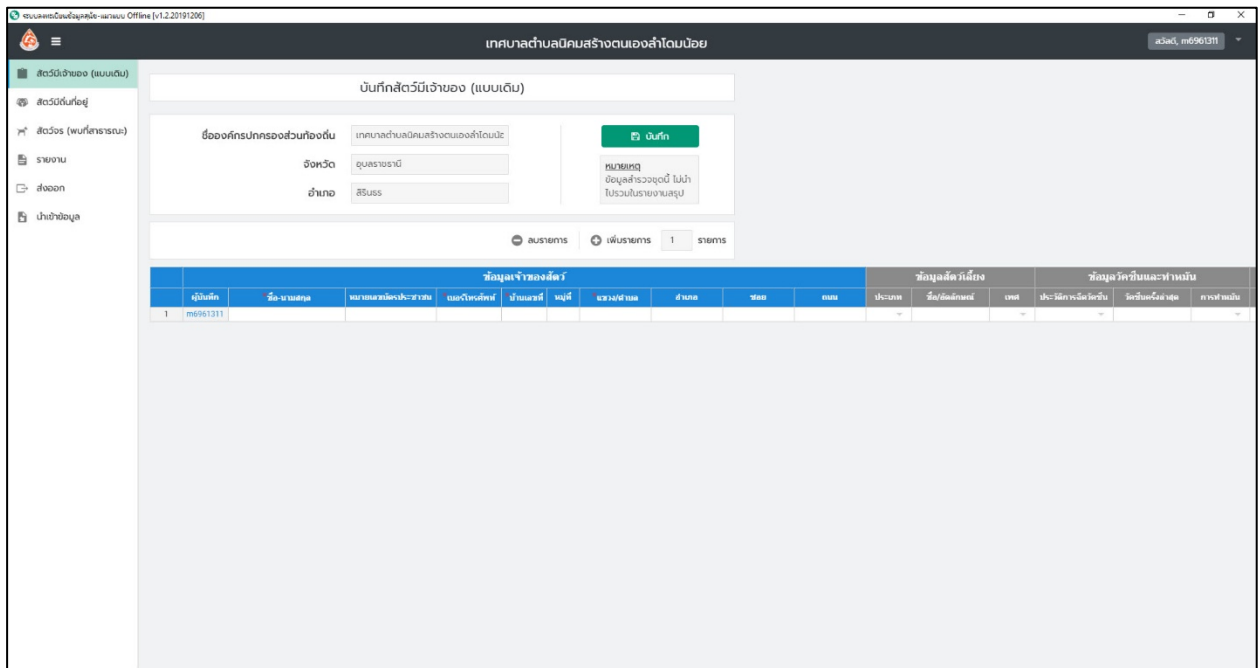 ระบบลงทะเบียนข้อมูลสุนัข-แมวแบบ Offline [v1.2.20191206]
เทศบาลตำบลนิคมสร้างตนเองลำโดมน้อย
สวัสดี, m6961311
สัตว์มีเจ้าของ (แบบเดิม)
สัตว์มีถิ่นที่อยู่
สัตว์จร (พบที่สาธารณะ)
รายงาน
ส่งออก
นำเข้าข้อมูล
บันทึกสัตว์มีเจ้าของ (แบบเดิม)
ชื่อองค์กรปกครองส่วนท้องถิ่น เทศบาลตำบลนิคมสร้างตนเองลำโดมน้อ
จังหวัด อุบลราชธานี
อำเภอ สิรินธร
บันทึก
หมายเหตุ
ข้อมูลสำรวจชุดนี้ ไม่นำ
ไปรวมในรายงานสรุป
ลบรายการ เพิ่มรายการ 1 รายการ
ข้อมูลเจ้าของสัตว์ ข้อมูลสัตว์เลี้ยง ข้อมูลวัคซีนและทำหมัน
ผู้บันทึก *ชื่อ-นามสกุล หมายเลขบัตรประชาชน *เบอร์โทรศัพท์ *บ้านเลขที่ หมู่ที่ *แขวง/ตำบล อำเภอ ซอย ถนน ประเภท ชื่อ/อัตลักษณ์ เพศ ประวัติการฉีดวัคซีน วัคซีนครั้งล่าสุด การทำหมัน
1 m6961311